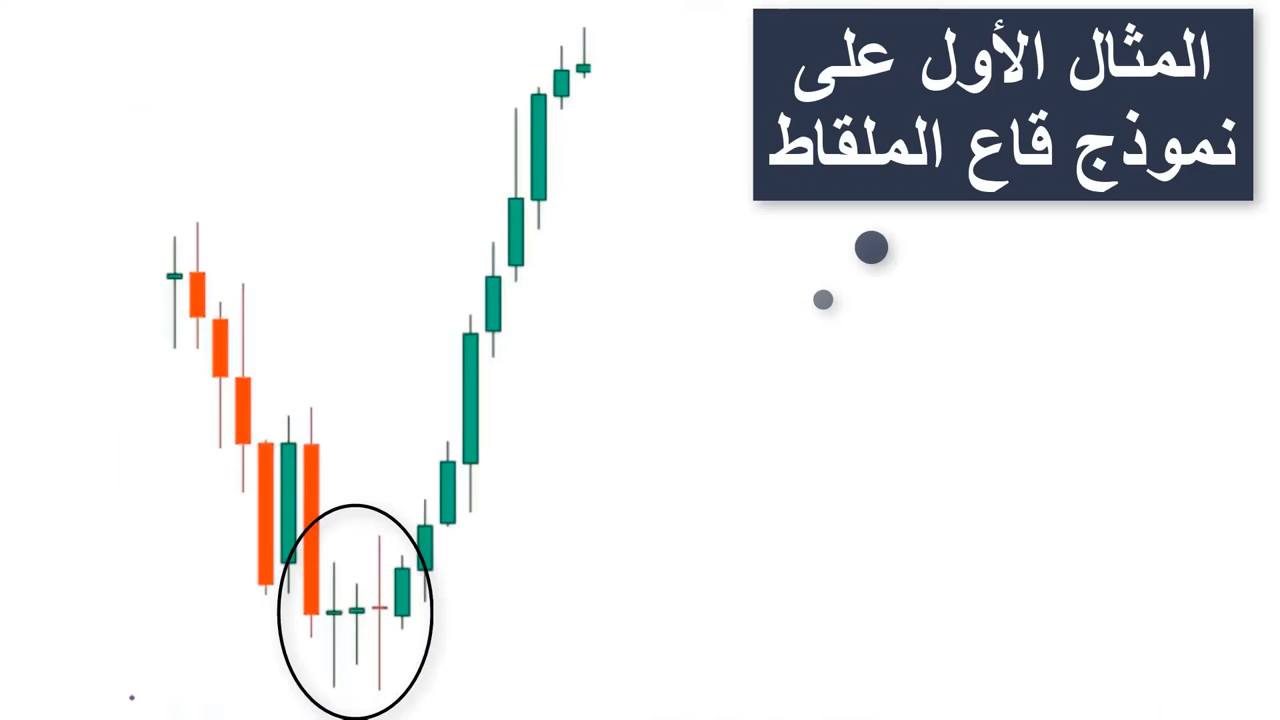 المثال الأول على
نموذج قاع الملقاط